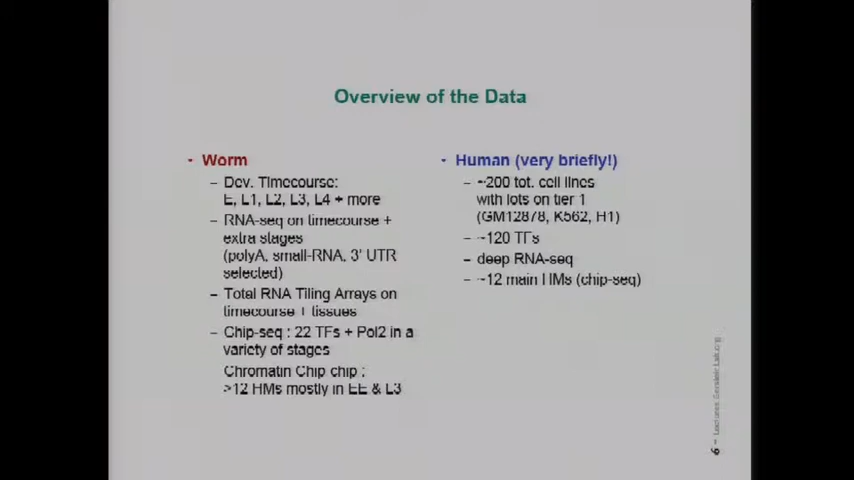 Overview of the Data
• Worm
– Dev. Timecourse:
E, L1, L2, L3, L4 + more
– RNA-seq on timecourse +
extra stages
(polyA, small-RNA, 3' UTR
selected)
– Total RNA Tiling Arrays on
timecourse + tissues
– Chip-seq : 22 TFs + Pol2 in a
variety of stages
Chromatin Chip chip :
>12 HMs mostly in EE & L3
• Human (very briefly!)
– ~200 tot. cell lines
with lots on tier 1
(GM12878, K562, H1)
– ~120 TFs
– deep RNA-seq
– ~12 main HMs (chip-seq)
6 - Lectures.GersteinLab.org